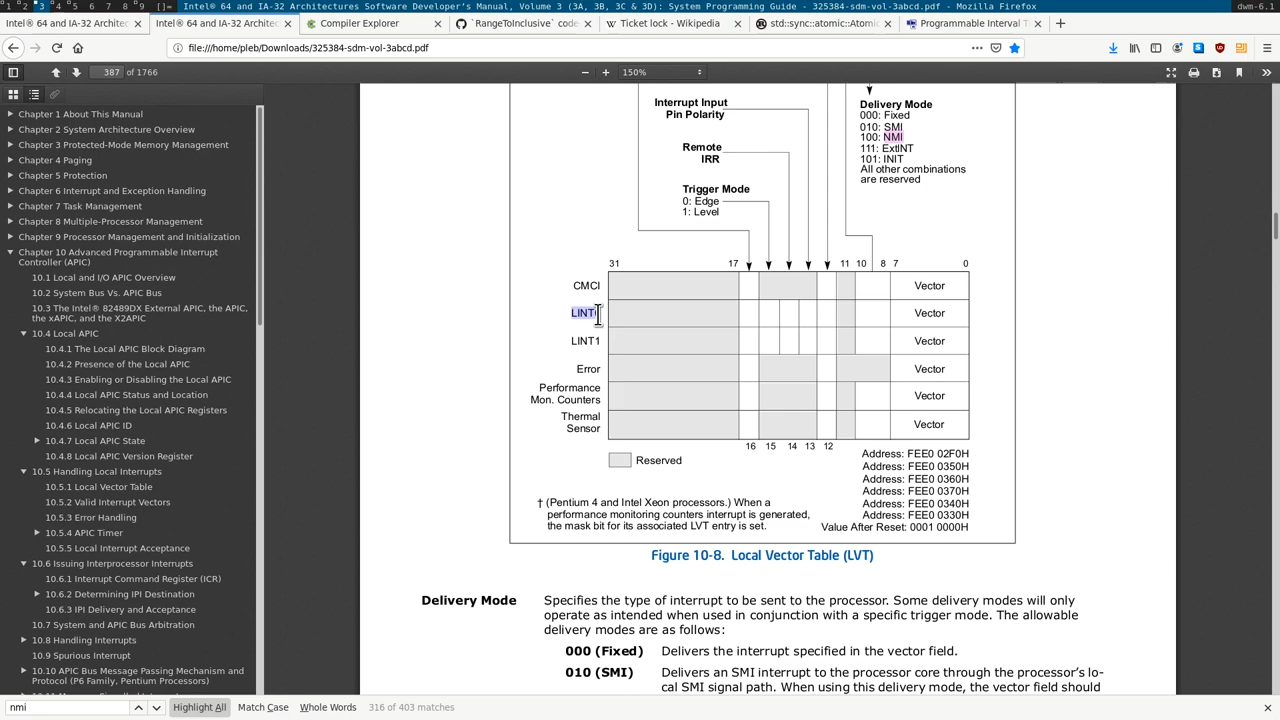 1 2 3 4 5 6 7 8 9 []= Intel® 64 and IA-32 Architectures Software Developer's Manual, Volume 3 (3A, 3B, 3C & 3D): System Programming Guide - 325384-sdm-vol-3abcd.pdf - Mozilla Firefox dwm-6.1
Intel® 64 and IA-32 Architec
Intel® 64 and IA-32 Architec
Compiler Explorer
`RangeToInclusive` code
Ticket lock - Wikipedia
std::sync::atomic::Atomic
Programmable Interval T
file:///home/pleb/Downloads/325384-sdm-vol-3abcd.pdf
387 of 1766
150%
Chapter 1 About This Manual
Chapter 2 System Architecture Overview
Chapter 3 Protected-Mode Memory Management
Chapter 4 Paging
Chapter 5 Protection
Chapter 6 Interrupt and Exception Handling
Chapter 7 Task Management
Chapter 8 Multiple-Processor Management
Chapter 9 Processor Management and Initialization
Chapter 10 Advanced Programmable Interrupt
Controller (APIC)
10.1 Local and I/O APIC Overview
10.2 System Bus Vs. APIC Bus
10.3 The Intel® 82489DX External APIC, the APIC,
the xAPIC, and the X2APIC
10.4 Local APIC
10.4.1 The Local APIC Block Diagram
10.4.2 Presence of the Local APIC
10.4.3 Enabling or Disabling the Local APIC
10.4.4 Local APIC Status and Location
10.4.5 Relocating the Local APIC Registers
10.4.6 Local APIC ID
10.4.7 Local APIC State
10.4.8 Local APIC Version Register
10.5 Handling Local Interrupts
10.5.1 Local Vector Table
10.5.2 Valid Interrupt Vectors
10.5.3 Error Handling
10.5.4 APIC Timer
10.5.5 Local Interrupt Acceptance
10.6 Issuing Interprocessor Interrupts
10.6.1 Interrupt Command Register (ICR)
10.6.2 Determining IPI Destination
10.6.3 IPI Delivery and Acceptance
10.7 System and APIC Bus Arbitration
10.8 Handling Interrupts
10.9 Spurious Interrupt
10.10 APIC Bus Message Passing Mechanism and
Protocol (P6 Family, Pentium Processors)
Interrupt Input
Pin Polarity
Remote
IRR
Trigger Mode
0: Edge
1: Level
Delivery Mode
000: Fixed
010: SMI
100: NMI
111: ExtINT
101: INIT
All other combinations
are reserved
31 17 11 10 8 7 0
CMCI Vector
LINT0 Vector
LINT1 Vector
Error Vector
Performance
Mon. Counters Vector
Thermal
Sensor Vector
16 15 14 13 12
Reserved
Address: FEE0 02F0H
Address: FEE0 0350H
Address: FEE0 0360H
Address: FEE0 0370H
Address: FEE0 0340H
Address: FEE0 0330H
Value After Reset: 0001 0000H
† (Pentium 4 and Intel Xeon processors.) When a
performance monitoring counters interrupt is generated,
the mask bit for its associated LVT entry is set.
Figure 10-8. Local Vector Table (LVT)
Delivery Mode Specifies the type of interrupt to be sent to the processor. Some delivery modes will only
operate as intended when used in conjunction with a specific trigger mode. The allowable
delivery modes are as follows:
000 (Fixed) Delivers the interrupt specified in the vector field.
010 (SMI) Delivers an SMI interrupt to the processor core through the processor's lo-
cal SMI signal path. When using this delivery mode, the vector field should
nmi
Highlight All Match Case Whole Words 316 of 403 matches